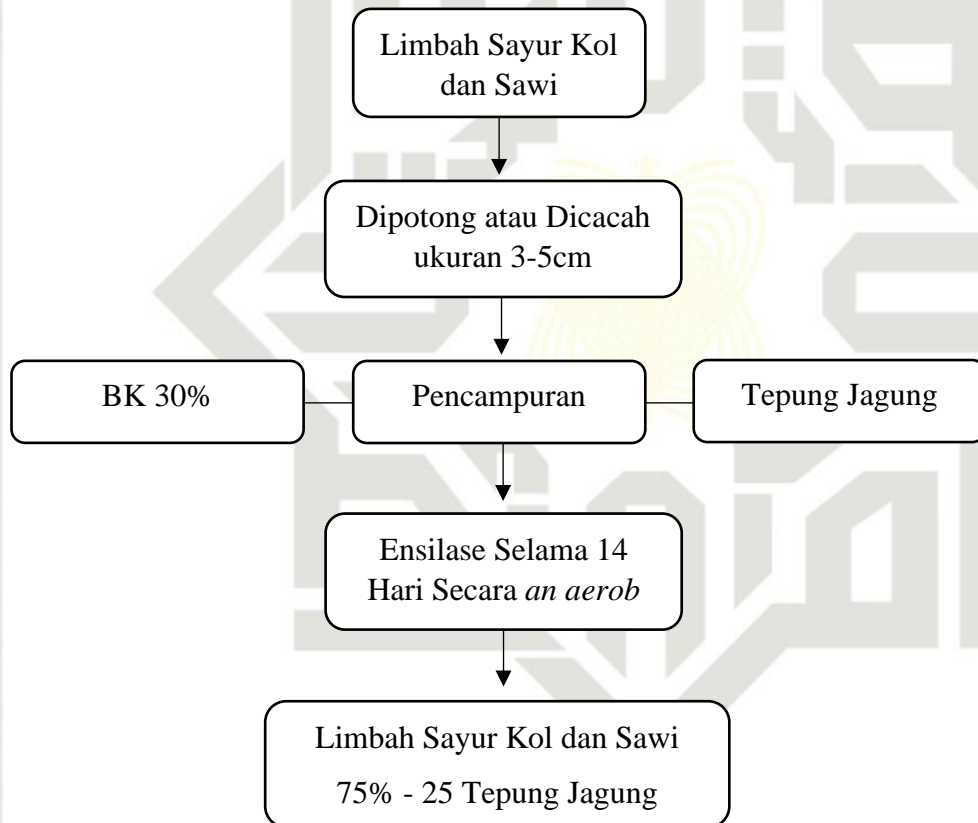 Limbah Sayur Kol
dan Sawi
Dipotong atau Dicacah
ukuran 3-5cm
BK 30%
Pencampuran
Tepung Jagung
Ensilase Selama 14
Hari Secara an aerob
Limbah Sayur Kol dan Sawi
75% - 25 Tepung Jagung